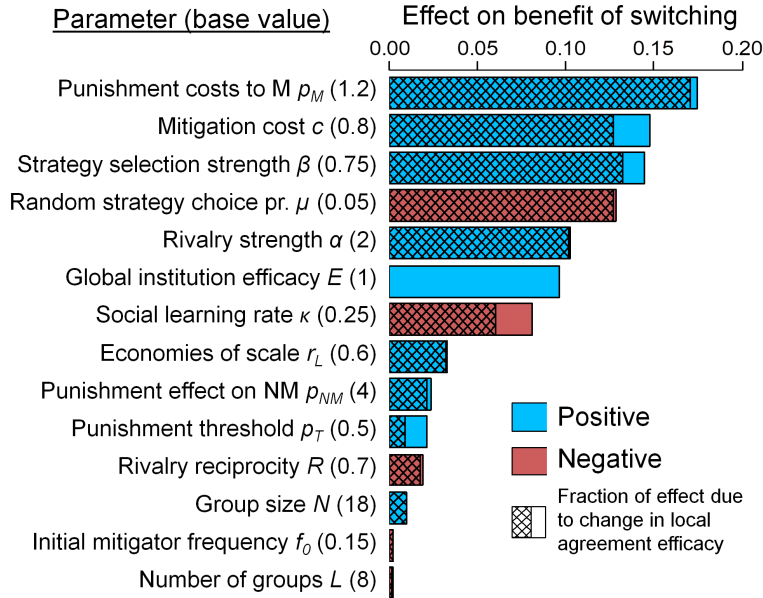 Parameter (base value)
Effect on benefit of switching
0.00 0.05 0.10 0.15 0.20
Punishment costs to M p_M (1.2)
Mitigation cost c (0.8)
Strategy selection strength β (0.75)
Random strategy choice pr. μ (0.05)
Rivalry strength α (2)
Global institution efficacy E (1)
Social learning rate κ (0.25)
Economies of scale r_L (0.6)
Punishment effect on NM p_NM (4)
Punishment threshold p_T (0.5)
Rivalry reciprocity R (0.7)
Group size N (18)
Initial mitigator frequency f_0 (0.15)
Number of groups L (8)
Positive
Negative
Fraction of effect due
to change in local
agreement efficacy